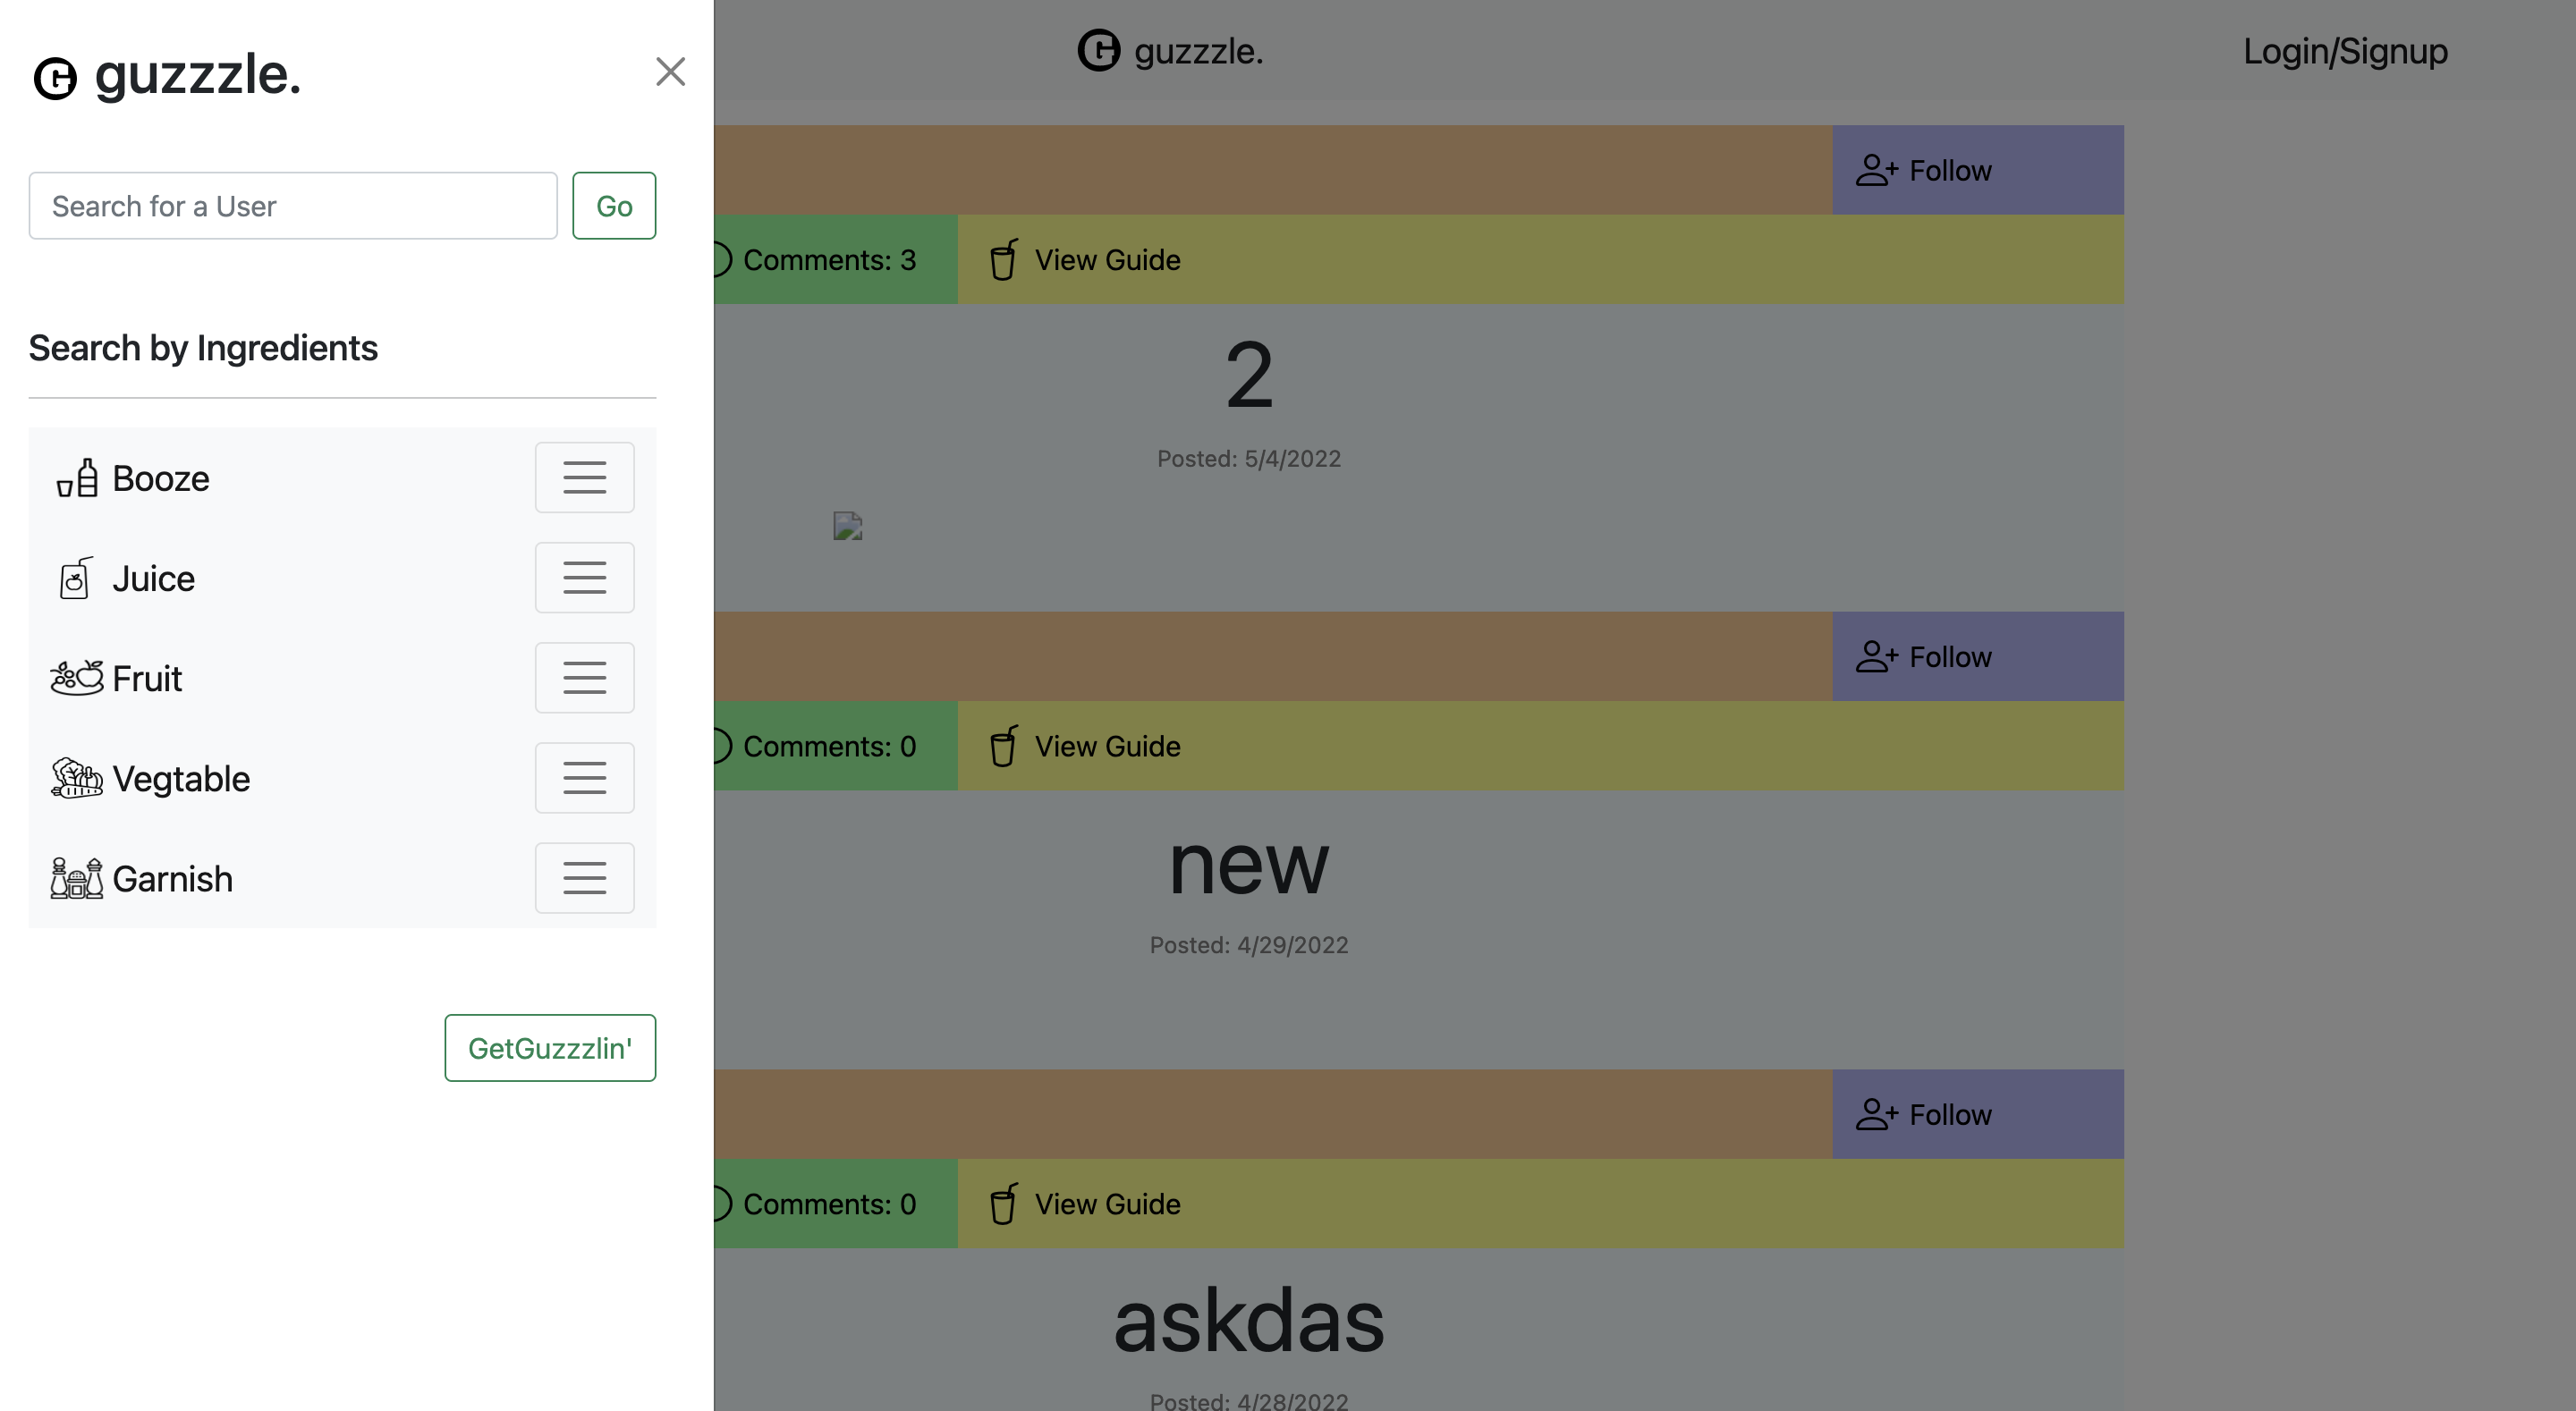 guzzzle.
Search for a User
Go
Search by Ingredients
Booze
Juice
Fruit
Vegtable
Garnish
GetGuzzzlin'
guzzzle.
Login/Signup
Follow
Comments: 3
View Guide
2
Posted: 5/4/2022
Follow
Comments: 0
View Guide
new
Posted: 4/29/2022
Follow
Comments: 0
View Guide
askdas
Posted: 4/28/2022